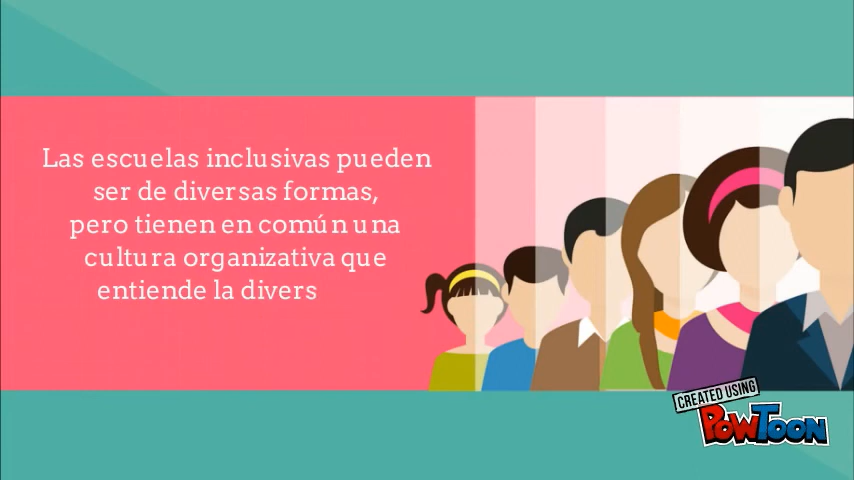 Las escuelas inclusivas pueden
ser de diversas formas,
pero tienen en común una
cultura organizativa que
entiende la divers
CREATED USING
POWTOON